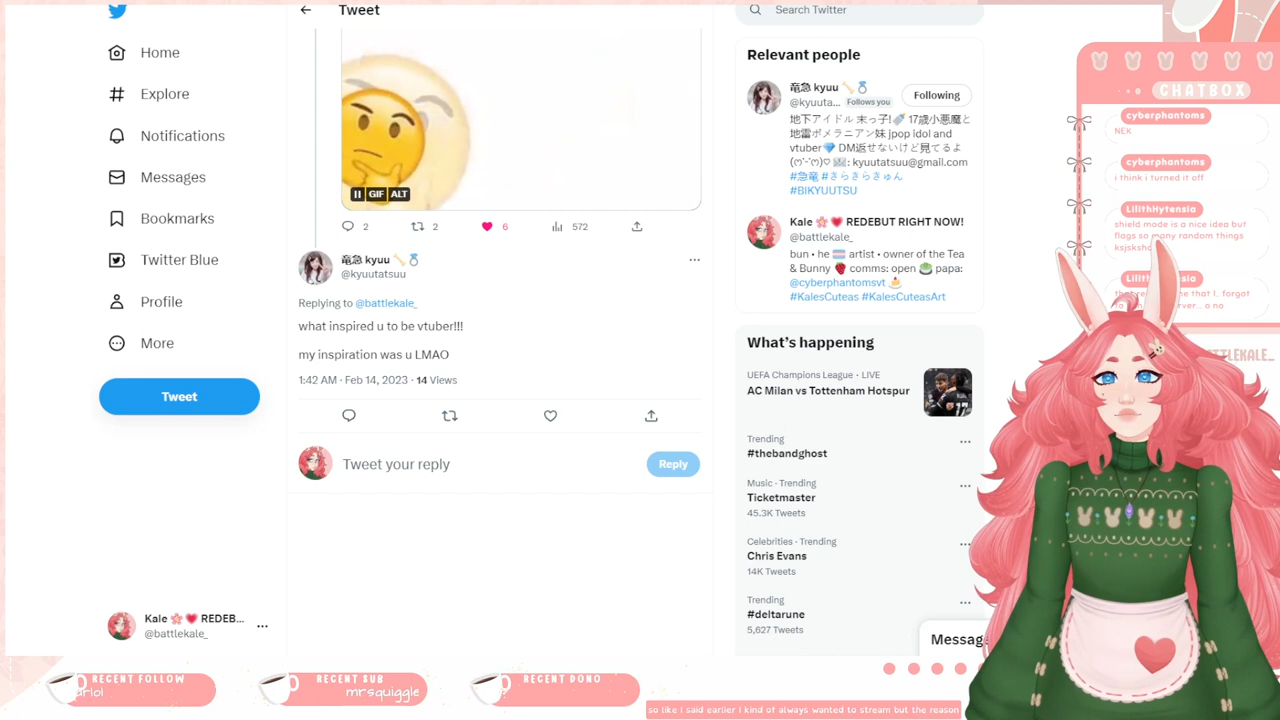 Home
Explore
Notifications
Messages
Bookmarks
Twitter Blue
Profile
More
Tweet
Kale 🌸💗 REDEB...
@battlekale_
Tweet
GIF ALT
2 2 6 572
竜急 kyuu 🦴💍
@kyuutatsuu
Replying to @battlekale_
what inspired u to be vtuber!!!
my inspiration was u LMAO
1:42 AM · Feb 14, 2023 · 14 Views
Tweet your reply
Reply
Search Twitter
Relevant people
竜急 kyuu 🦴💍
@kyuuta... Follows you
Following
地下アイドル 末っ子!🍼 17歳小悪魔と
地雷ポメラニアン妹 jpop idol and
vtuber💎 DM返せないけど見てるよ
kyuutatsuu@gmail.com
#急竜 #きらきらきゅん
#BIKYUUTSU
Kale 🌸💗 REDEBUT RIGHT NOW!
@battlekale_
bun • he 🏳️‍⚧️ artist • owner of the Tea
& Bunny 🍓 comms: open 🍵 papa:
@cyberphantomsvt 🍰
#KalesCuteas #KalesCuteasArt
What's happening
UEFA Champions League · LIVE
AC Milan vs Tottenham Hotspur
Trending
#thebandghost
Music · Trending
Ticketmaster
45.3K Tweets
Celebrities · Trending
Chris Evans
14K Tweets
Trending
#deltarune
5,627 Tweets
Messag
CHATBOX
cyberphantoms
NEK
cyberphantoms
i think i turned it off
LilithHytensia
shield mode is a nice idea but
flags so many random things
RECENT FOLLOW
RECENT SUB
mrsquiggle
RECENT DONO
so like I said earlier I kind of always wanted to stream but the reason